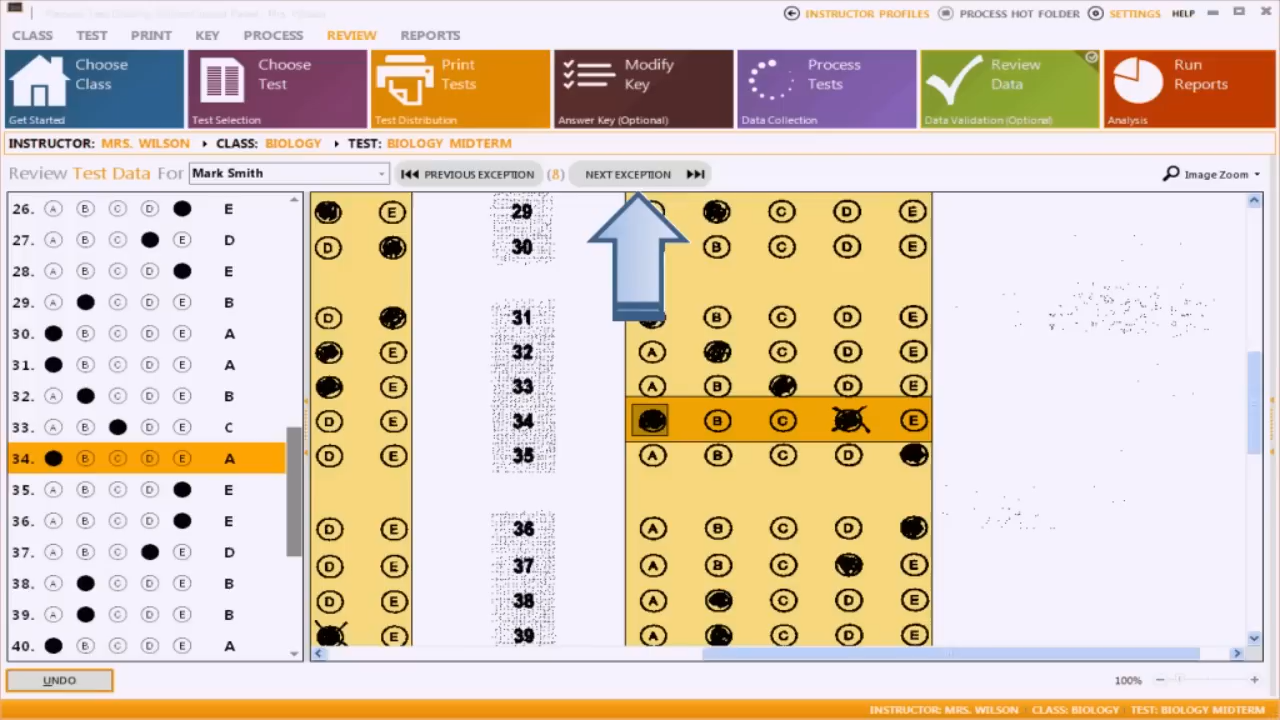 INSTRUCTOR PROFILES PROCESS HOT FOLDER SETTINGS HELP
CLASS TEST PRINT KEY PROCESS REVIEW REPORTS
Choose Class
Get Started
Choose Test
Test Selection
Print Tests
Test Distribution
Modify Key
Answer Key (Optional)
Process Tests
Data Collection
Review Data
Data Validation (Optional)
Run Reports
Analysis
INSTRUCTOR: MRS. WILSON CLASS: BIOLOGY TEST: BIOLOGY MIDTERM
Review Test Data For Mark Smith PREVIOUS EXCEPTION (8) NEXT EXCEPTION Image Zoom
26. A B C D E
27. A B C E D
28. A B C D E
29. A C D E B
30. B C D E A
31. B C D E A
32. A C D E B
33. A B D E C
34. B C D E A
35. A B C D E
36. A B C D E
37. A B C E D
38. A C D E B
39. A C D E B
40. B C D E A
E 29 C D E
D 30 B C D E
D 31 B C D E
E 32 A C D E
E 33 A B D E
D E 34 B C E
D E 35 A B C D
D E 36 A B C D
D E 37 A B C E
D E 38 A C D E
E 39 A C D E
UNDO
100%
INSTRUCTOR: MRS. WILSON CLASS: BIOLOGY TEST: BIOLOGY MIDTERM